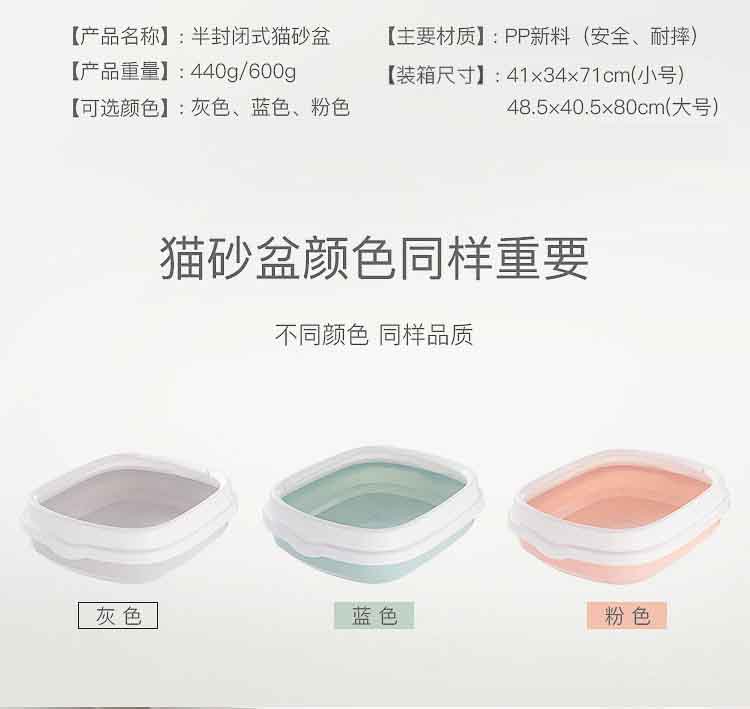 【产品名称】: 半封闭式猫砂盆
【主要材质】: PP新料（安全、耐摔）
【产品重量】: 440g/600g
【装箱尺寸】: 41×34×71cm(小号)
【可选颜色】: 灰色、蓝色、粉色
48.5×40.5×80cm(大号)
猫砂盆颜色同样重要
不同颜色 同样品质
灰色
蓝色
粉色